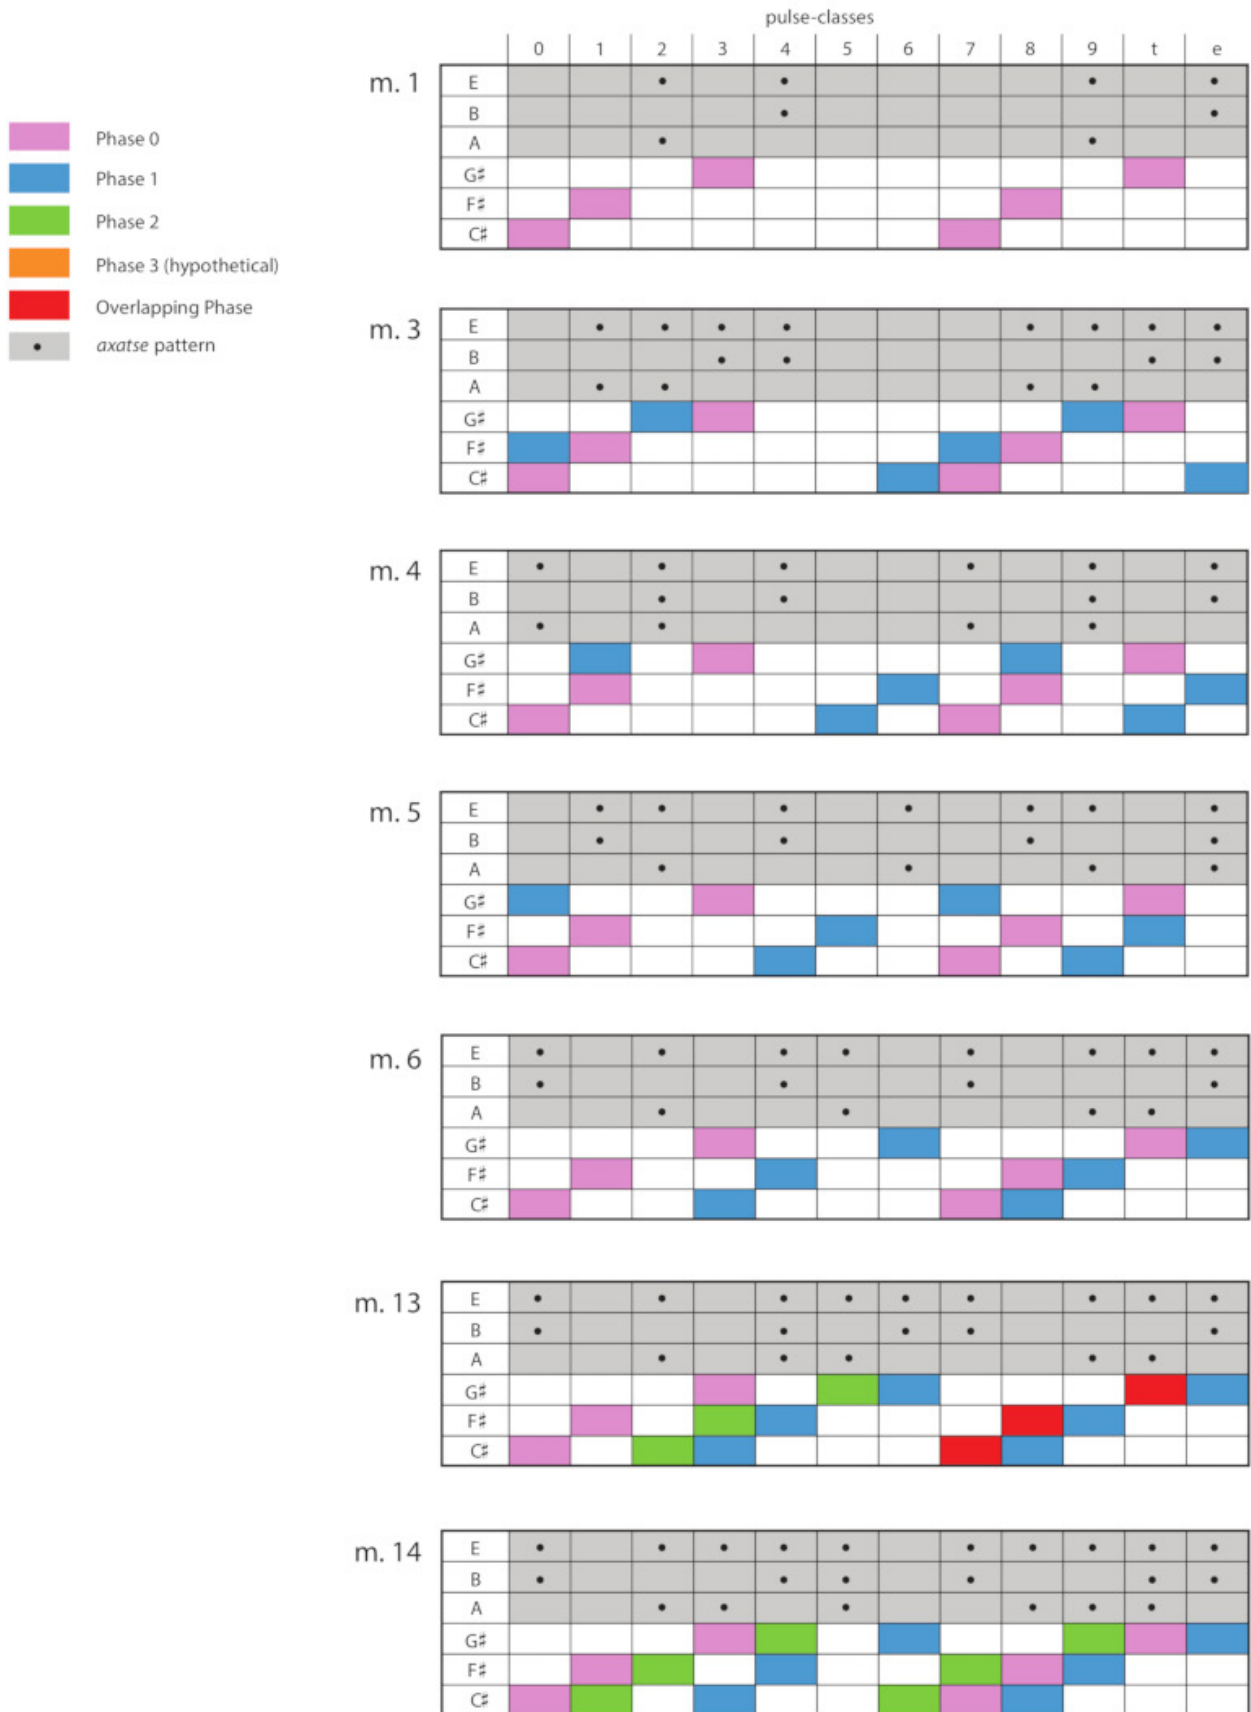 pulse-classes
0 1 2 3 4 5 6 7 8 9 t e
m. 1
E
B
A
G♯
F♯
C♯
Phase 0
Phase 1
Phase 2
Phase 3 (hypothetical)
Overlapping Phase
axatse pattern
m. 3
E
B
A
G♯
F♯
C♯
m. 4
E
B
A
G♯
F♯
C♯
m. 5
E
B
A
G♯
F♯
C♯
m. 6
E
B
A
G♯
F♯
C♯
m. 13
E
B
A
G♯
F♯
C♯
m. 14
E
B
A
G♯
F♯
C♯